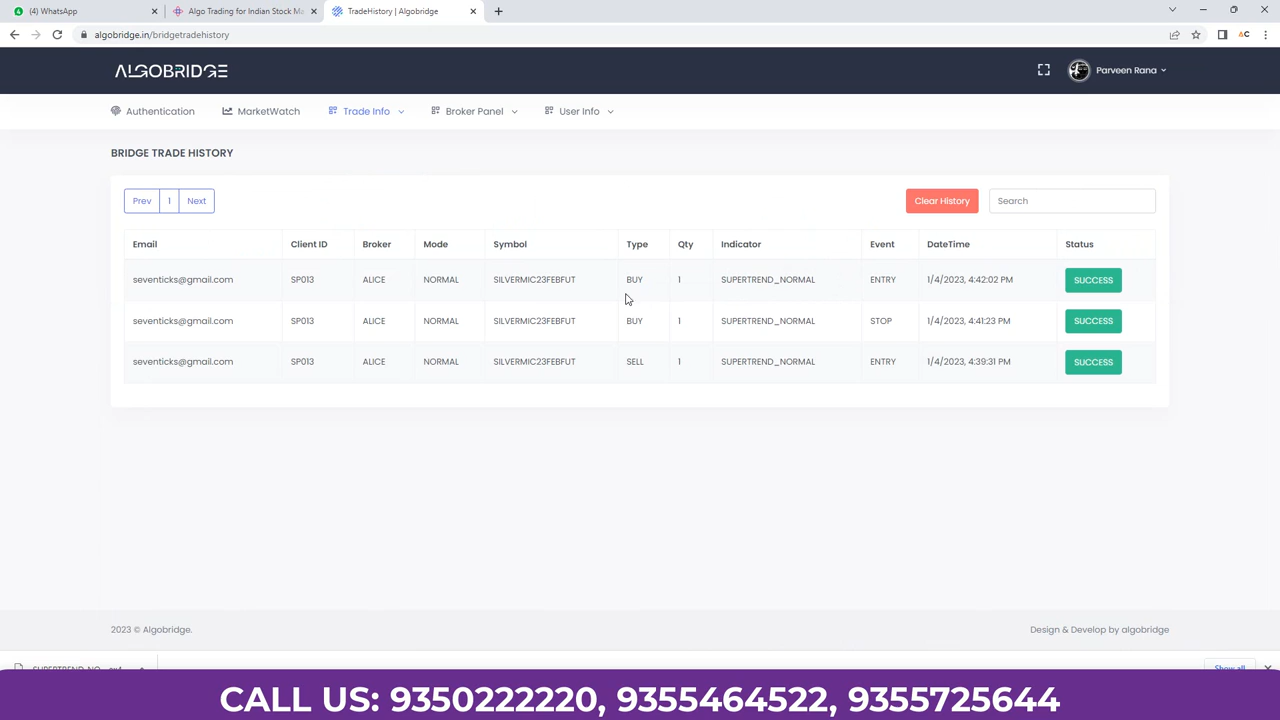 (4) WhatsApp
Algo Trading for Indian Stock Ma
TradeHistory | Algobridge
algobridge.in/bridgetradehistory
ALGOBRIDGE
Parveen Rana
Authentication MarketWatch Trade Info Broker Panel User Info
BRIDGE TRADE HISTORY
Prev 1 Next Clear History Search
Email Client ID Broker Mode Symbol Type Qty Indicator Event DateTime Status
seventicks@gmail.com SP013 ALICE NORMAL SILVERMIC23FEBFUT BUY 1 SUPERTREND_NORMAL ENTRY 1/4/2023, 4:42:02 PM SUCCESS
seventicks@gmail.com SP013 ALICE NORMAL SILVERMIC23FEBFUT BUY 1 SUPERTREND_NORMAL STOP 1/4/2023, 4:41:23 PM SUCCESS
seventicks@gmail.com SP013 ALICE NORMAL SILVERMIC23FEBFUT SELL 1 SUPERTREND_NORMAL ENTRY 1/4/2023, 4:39:31 PM SUCCESS
2023 © Algobridge. Design & Develop by algobridge
Show all
CALL US: 9350222220, 9355464522, 9355725644